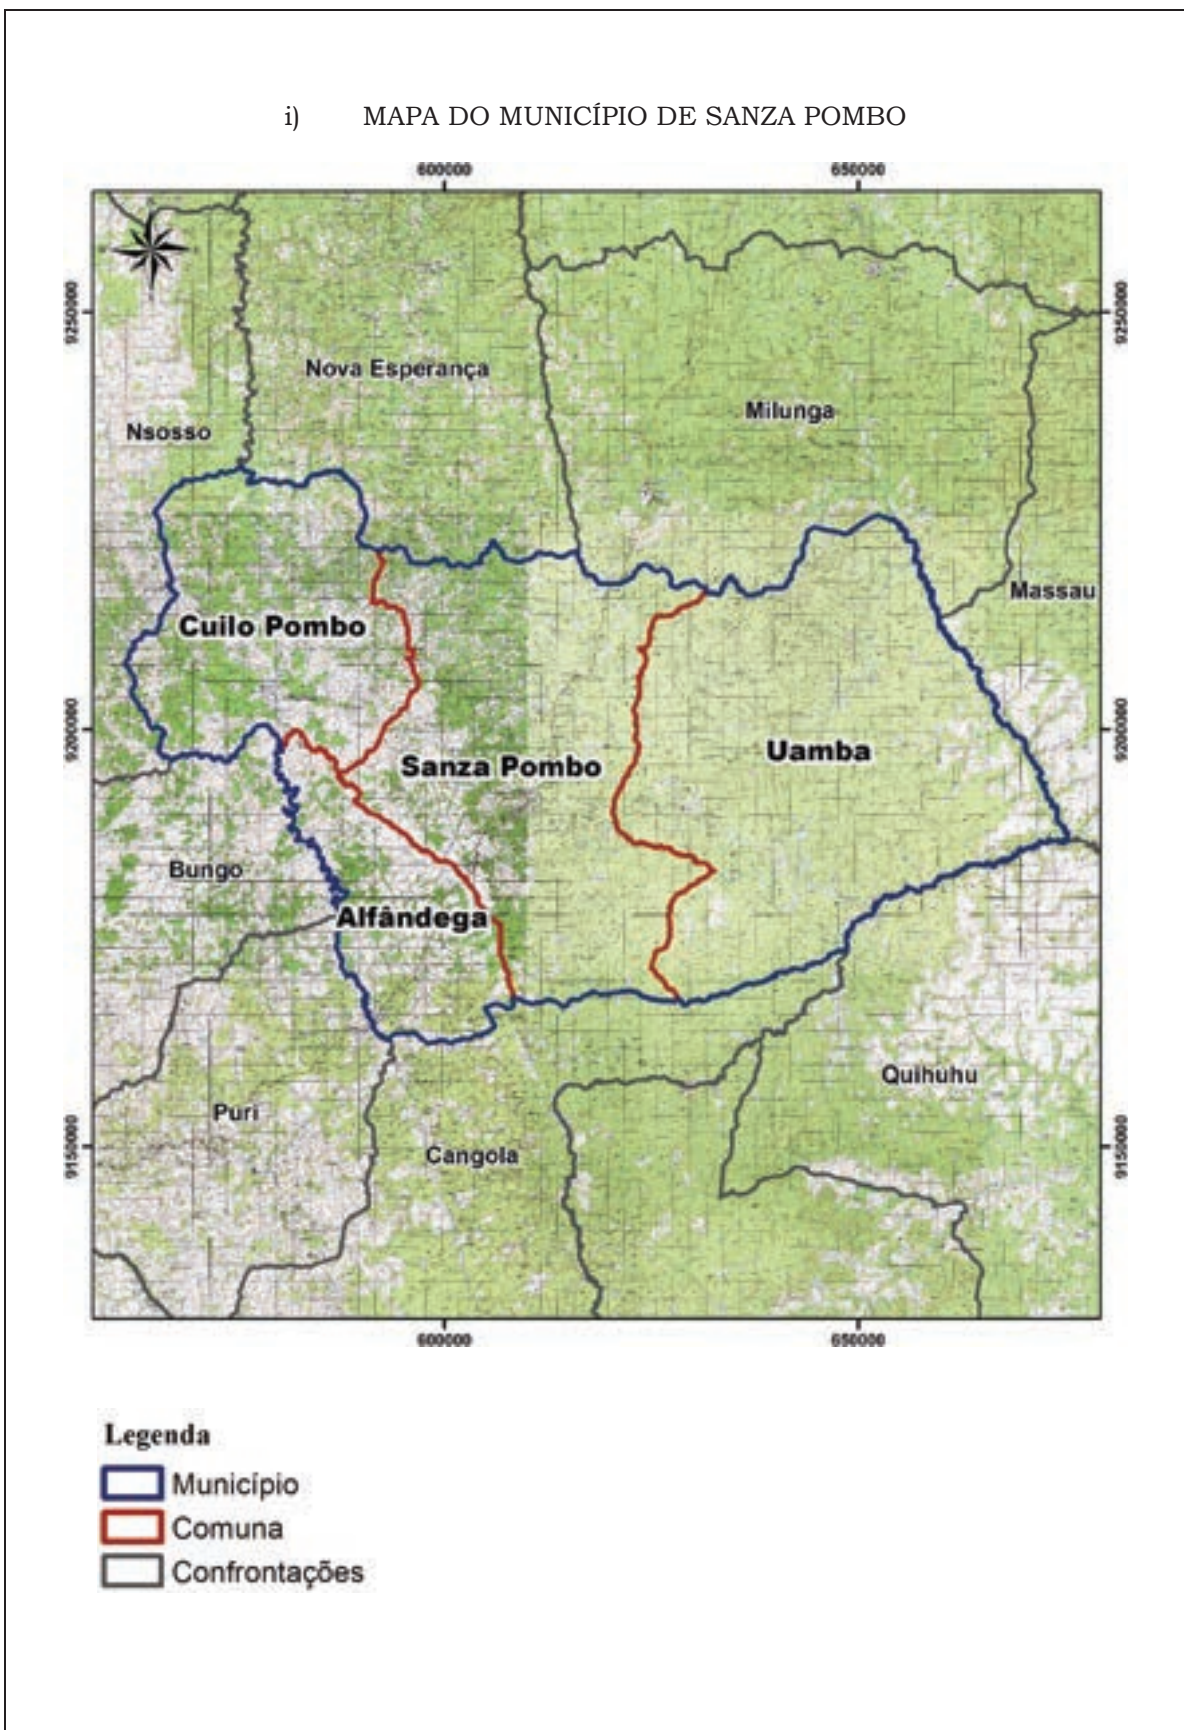 i) MAPA DO MUNICÍPIO DE SANZA POMBO
600000 650000
9250000 9250000
Nova Esperança
Milunga
Nsosso
Massau
Cuilo Pombo
9200000 9200000
Sanza Pombo
Uamba
Bungo
Alfândega
Quihuhu
Puri
9150000 9150000
Cangola
600000 650000
Legenda
Município
Comuna
Confrontações